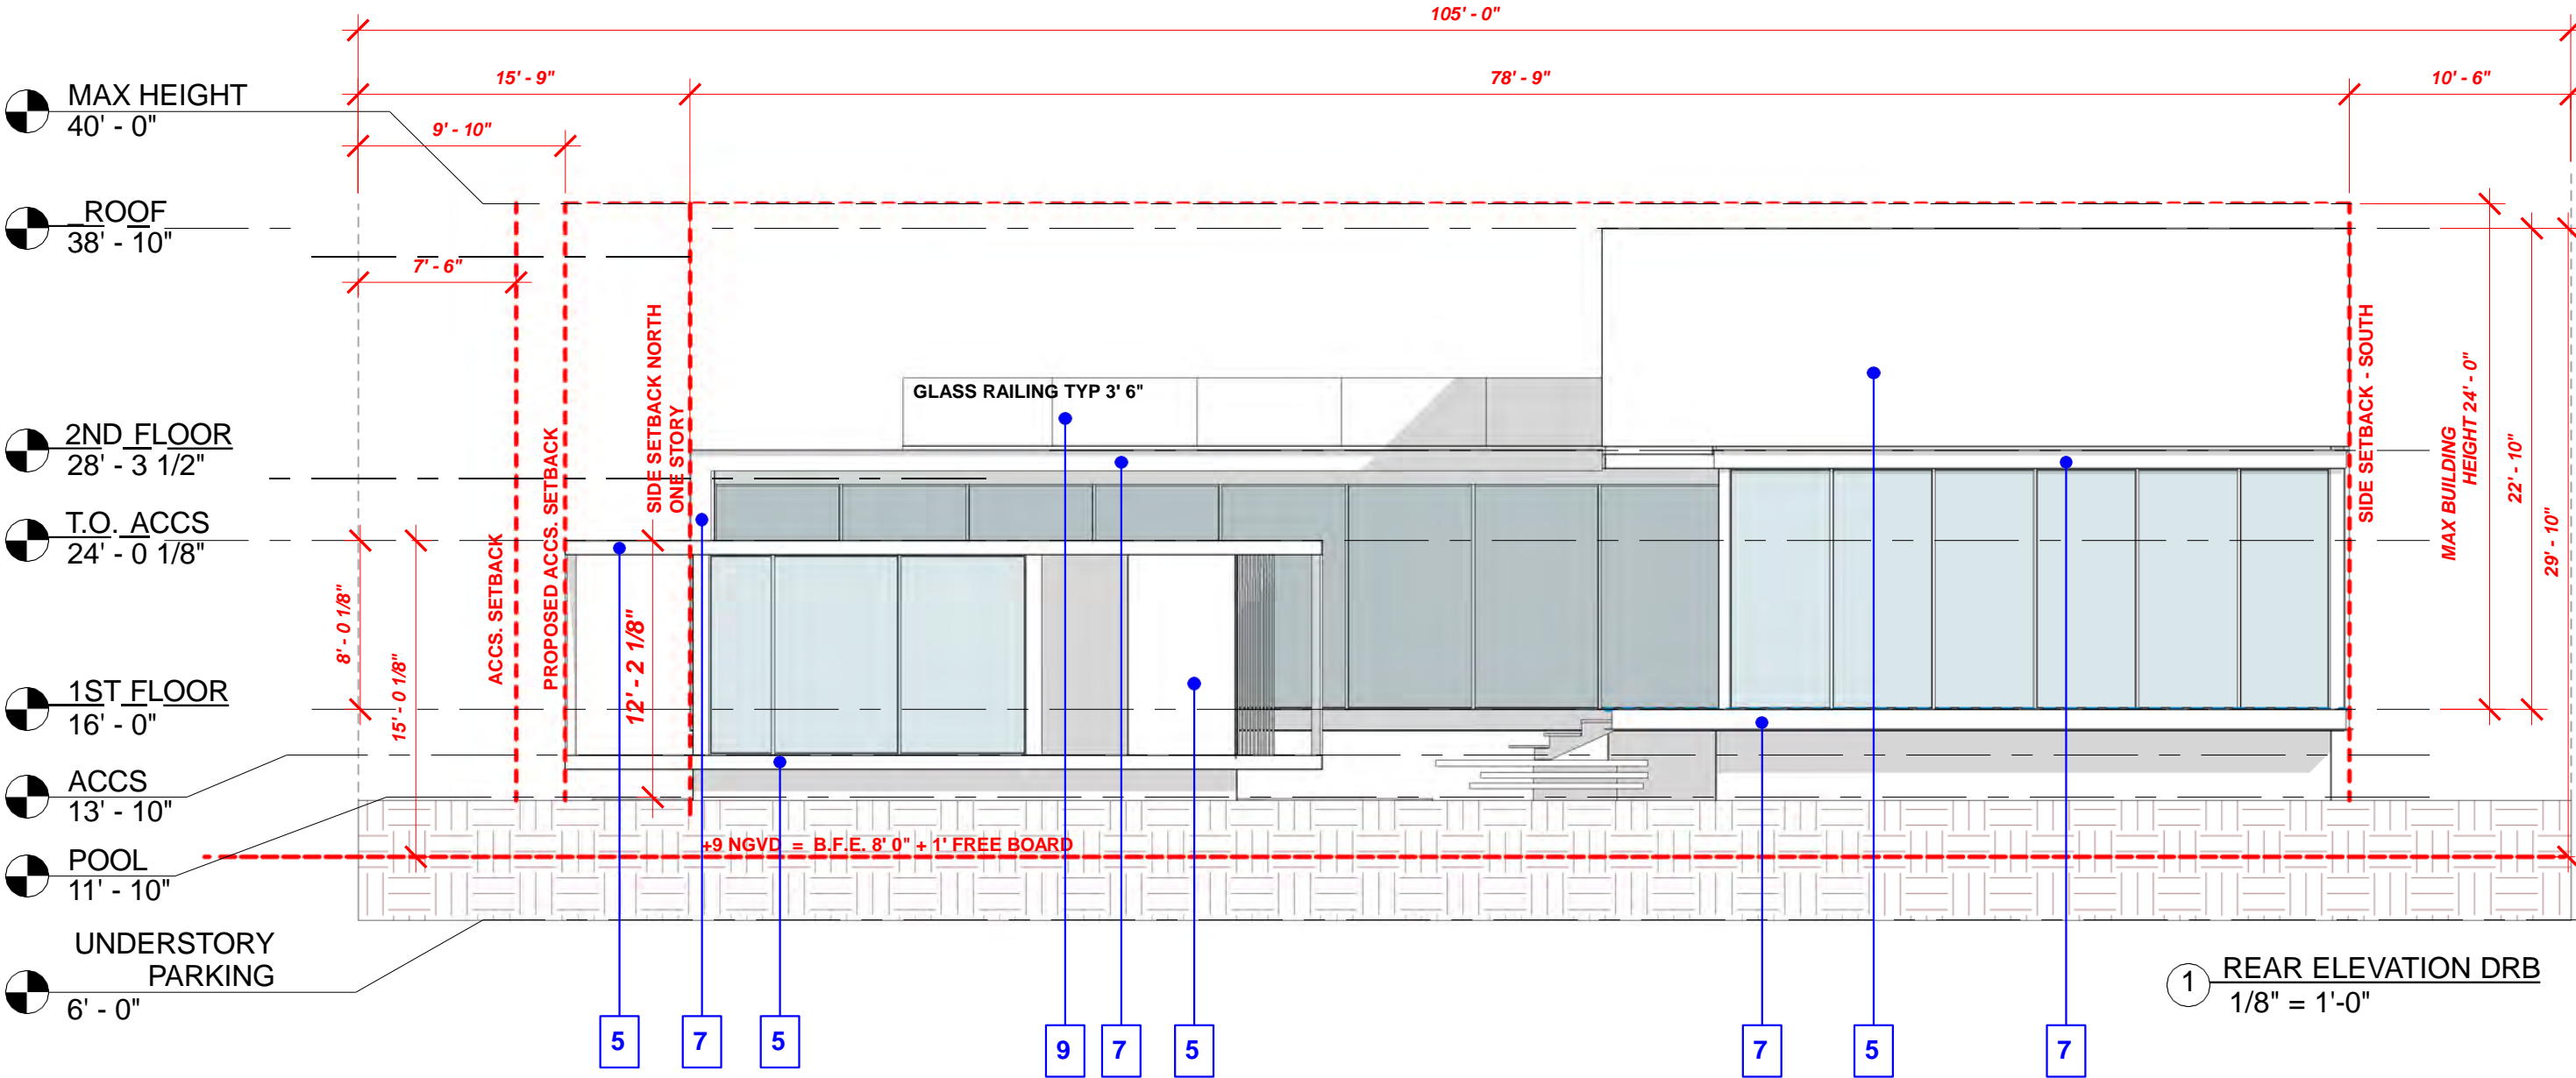 105' - 0"
15' - 9"
78' - 9"
10' - 6"
MAX HEIGHT
40' - 0"
9' - 10"
ROOF
38' - 10"
7' - 6"
SIDE SETBACK NORTH
ONE STORY
GLASS RAILING TYP 3' 6"
SIDE SETBACK - SOUTH
MAX BUILDING
HEIGHT 24' - 0"
22' - 10"
29' - 10"
2ND FLOOR
28' - 3 1/2"
T.O. ACCS
24' - 0 1/8"
ACCS. SETBACK
PROPOSED ACCS. SETBACK
8' - 0 1/8"
15' - 0 1/8"
12' - 2 1/8"
1ST FLOOR
16' - 0"
ACCS
13' - 10"
+9 NGVD = B.F.E. 8' 0" + 1' FREE BOARD
POOL
11' - 10"
UNDERSTORY
PARKING
6' - 0"
1 REAR ELEVATION DRB
1/8" = 1'-0"
5 7 5 9 7 5 7 5 7